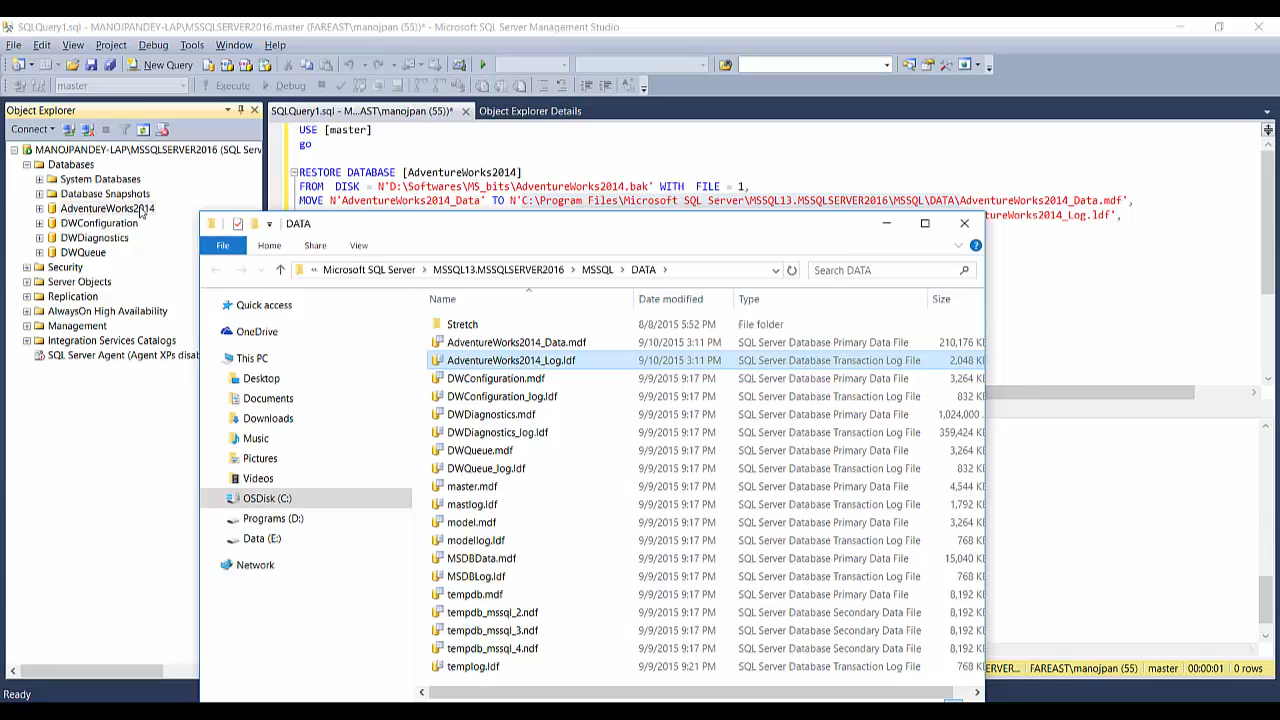 SQLQuery1.sql - MANOJPANDEY-LAP\MSSQLSERVER2016.master (FAREAST\manojpan (55))* - Microsoft SQL Server Management Studio
File Edit View Project Debug Tools Window Help
New Query
master Execute Debug
Object Explorer
SQLQuery1.sql - M...AST\manojpan (55))* Object Explorer Details
Connect
MANOJPANDEY-LAP\MSSQLSERVER2016 (SQL Serv
Databases
System Databases
Database Snapshots
AdventureWorks2014
DWConfiguration
DWDiagnostics
DWQueue
Security
Server Objects
Replication
AlwaysOn High Availability
Management
Integration Services Catalogs
SQL Server Agent (Agent XPs disab
USE [master]
go
RESTORE DATABASE [AdventureWorks2014]
FROM DISK = N'D:\Softwares\MS_bits\AdventureWorks2014.bak' WITH FILE = 1,
MOVE N'AdventureWorks2014_Data' TO N'C:\Program Files\Microsoft SQL Server\MSSQL13.MSSQLSERVER2016\MSSQL\DATA\AdventureWorks2014_Data.mdf',
ureWorks2014_Log.ldf',
DATA
File Home Share View
« Microsoft SQL Server > MSSQL13.MSSQLSERVER2016 > MSSQL > DATA >
Search DATA
Quick access
OneDrive
This PC
Desktop
Documents
Downloads
Music
Pictures
Videos
OSDisk (C:)
Programs (D:)
Data (E:)
Network
Name Date modified Type Size
Stretch 8/8/2015 5:52 PM File folder
AdventureWorks2014_Data.mdf 9/10/2015 3:11 PM SQL Server Database Primary Data File 210,176 K
AdventureWorks2014_Log.ldf 9/10/2015 3:11 PM SQL Server Database Transaction Log File 2,048 K
DWConfiguration.mdf 9/9/2015 9:17 PM SQL Server Database Primary Data File 3,264 K
DWConfiguration_log.ldf 9/9/2015 9:17 PM SQL Server Database Transaction Log File 832 K
DWDiagnostics.mdf 9/9/2015 9:17 PM SQL Server Database Primary Data File 1,024,000
DWDiagnostics_log.ldf 9/9/2015 9:17 PM SQL Server Database Transaction Log File 359,424 K
DWQueue.mdf 9/9/2015 9:17 PM SQL Server Database Primary Data File 3,264 K
DWQueue_log.ldf 9/9/2015 9:17 PM SQL Server Database Transaction Log File 832 K
master.mdf 9/9/2015 9:17 PM SQL Server Database Primary Data File 4,544 K
mastlog.ldf 9/9/2015 9:17 PM SQL Server Database Transaction Log File 1,792 K
model.mdf 9/9/2015 9:17 PM SQL Server Database Primary Data File 3,264 K
modellog.ldf 9/9/2015 9:17 PM SQL Server Database Transaction Log File 768 K
MSDBData.mdf 9/9/2015 9:17 PM SQL Server Database Primary Data File 15,040 K
MSDBLog.ldf 9/9/2015 9:17 PM SQL Server Database Transaction Log File 768 K
tempdb.mdf 9/9/2015 9:17 PM SQL Server Database Primary Data File 8,192 K
tempdb_mssql_2.ndf 9/9/2015 9:17 PM SQL Server Database Secondary Data File 8,192 K
tempdb_mssql_3.ndf 9/9/2015 9:17 PM SQL Server Database Secondary Data File 8,192 K
tempdb_mssql_4.ndf 9/9/2015 9:17 PM SQL Server Database Secondary Data File 8,192 K
templog.ldf 9/9/2015 9:21 PM SQL Server Database Transaction Log File 768 K
ERVER... FAREAST\manojpan (55) master 00:00:01 0 rows
Ready